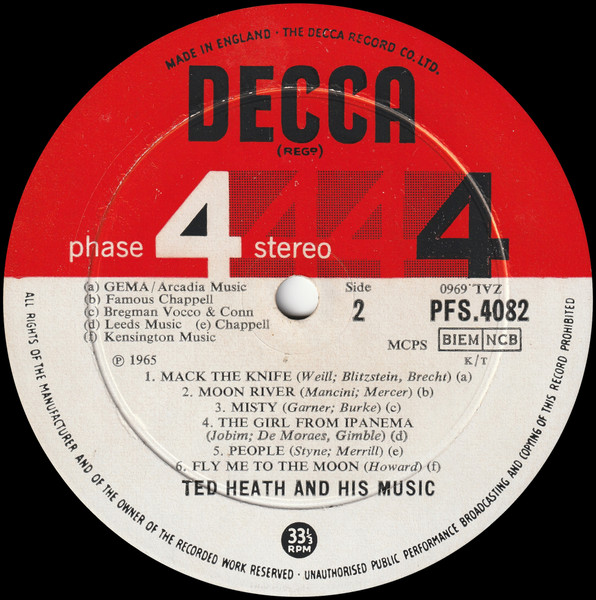 MADE IN ENGLAND · THE DECCA RECORD CO. LTD.
DECCA
(REGD)
phase 4 stereo 4 4 4
(a) GEMA/Arcadia Music
(b) Famous Chappell
(c) Bregman Vocco & Conn
(d) Leeds Music (e) Chappell
(f) Kensington Music
Side
2
ZAL.6960
PFS.4082
MCPS
BIEM NCB
K/T
℗ 1965
1. MACK THE KNIFE (Weill; Blitzstein, Brecht) (a)
2. MOON RIVER (Mancini; Mercer) (b)
3. MISTY (Garner; Burke) (c)
4. THE GIRL FROM IPANEMA
(Jobim; De Moraes, Gimble) (d)
5. PEOPLE (Styne; Merrill) (e)
6. FLY ME TO THE MOON (Howard) (f)
TED HEATH AND HIS MUSIC
33⅓
RPM
ALL RIGHTS OF THE MANUFACTURER AND OF THE OWNER OF THE RECORDED WORK RESERVED · UNAUTHORISED PUBLIC PERFORMANCE BROADCASTING AND COPYING OF THIS RECORD PROHIBITED